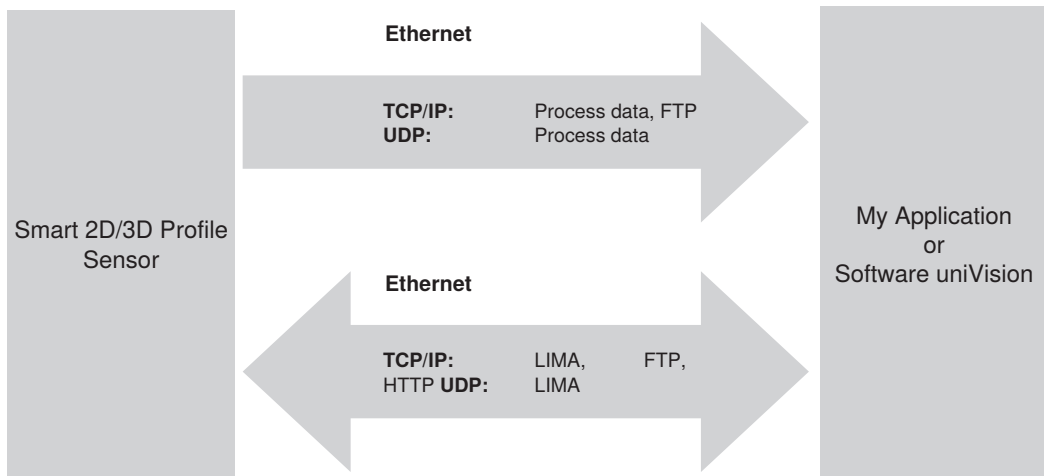 Ethernet
TCP/IP: Process data, FTP
UDP: Process data
Smart 2D/3D Profile
Sensor
My Application
or
Software uniVision
Ethernet
TCP/IP: LIMA, FTP,
HTTP UDP: LIMA